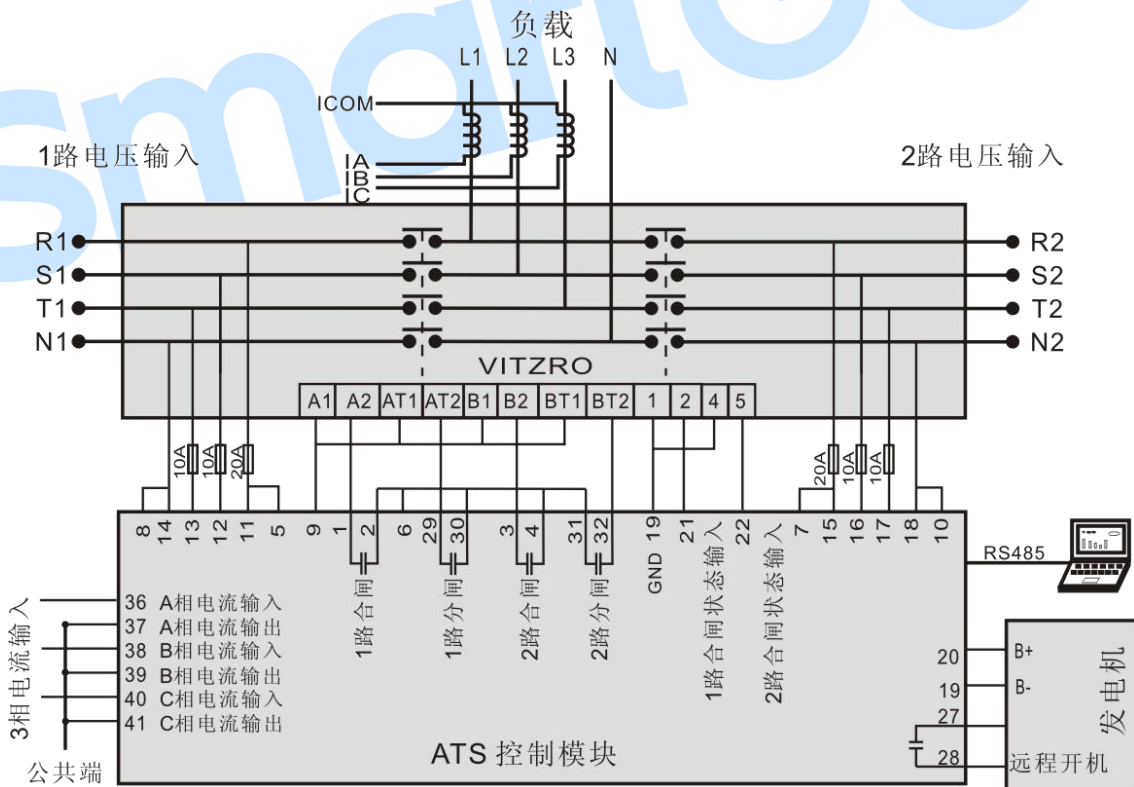 smartGe
负载
L1 L2 L3 N
ICOM
1路电压输入
2路电压输入
IA
IB
IC
R1
S1
T1
N1
R2
S2
T2
N2
VITZRO
A1 A2 AT1 AT2 B1 B2 BT1 BT2 1 2 4 5
10A 10A 20A
20A 10A 10A
8 14 13 12 11 5 9 1 2 6 29 30 3 4 31 32 19 21 22 7 15 16 17 18 10
1路合闸
1路分闸
2路合闸
2路分闸
GND
1路合闸状态输入
2路合闸状态输入
RS485
3相电流输入
36 A相电流输入
37 A相电流输出
38 B相电流输入
39 B相电流输出
40 C相电流输入
41 C相电流输出
公共端
ATS 控制模块
20 B+
19 B-
27
28 远程开机
发电机